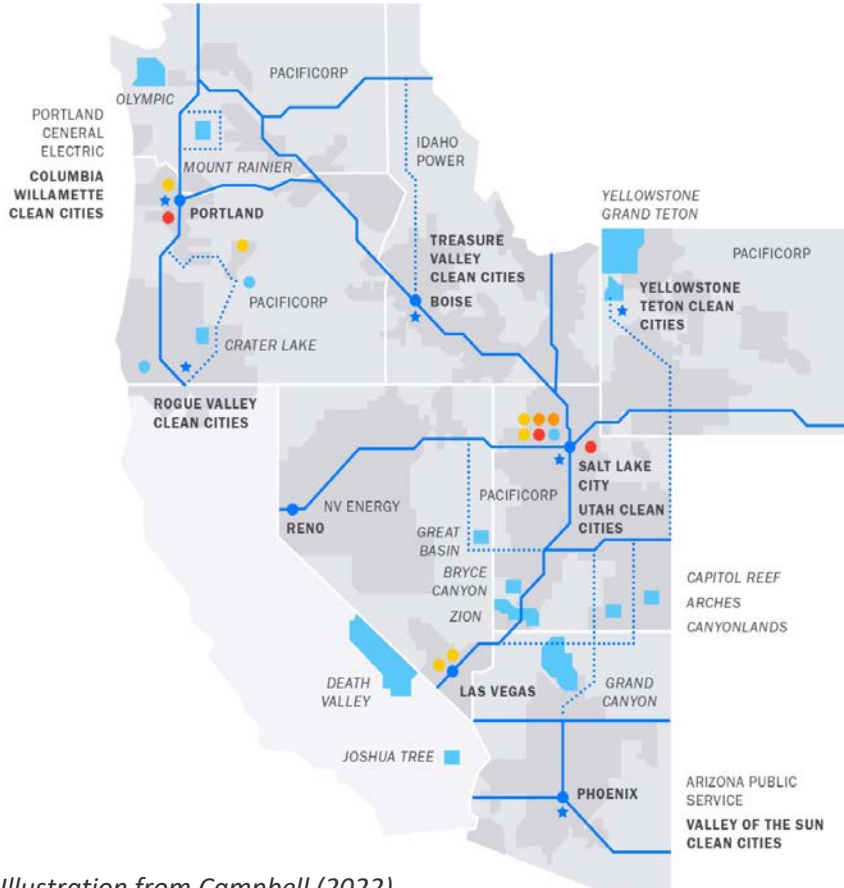 PACIFICORP
OLYMPIC
PORTLAND
GENERAL
ELECTRIC
IDAHO
POWER
MOUNT RAINIER
COLUMBIA
WILLAMETTE
CLEAN CITIES
PORTLAND
YELLOWSTONE
GRAND TETON
TREASURE
VALLEY
CLEAN CITIES
BOISE
PACIFICORP
YELLOWSTONE
TETON CLEAN
CITIES
PACIFICORP
CRATER LAKE
ROGUE VALLEY
CLEAN CITIES
SALT LAKE
CITY
UTAH CLEAN
CITIES
PACIFICORP
NV ENERGY
RENO
GREAT
BASIN
BRYCE
CANYON
ZION
CAPITOL REEF
ARCHES
CANYONLANDS
DEATH
VALLEY
LAS VEGAS
GRAND
CANYON
JOSHUA TREE
PHOENIX
ARIZONA PUBLIC
SERVICE
VALLEY OF THE SUN
CLEAN CITIES
Illustration from Campbell (2022)